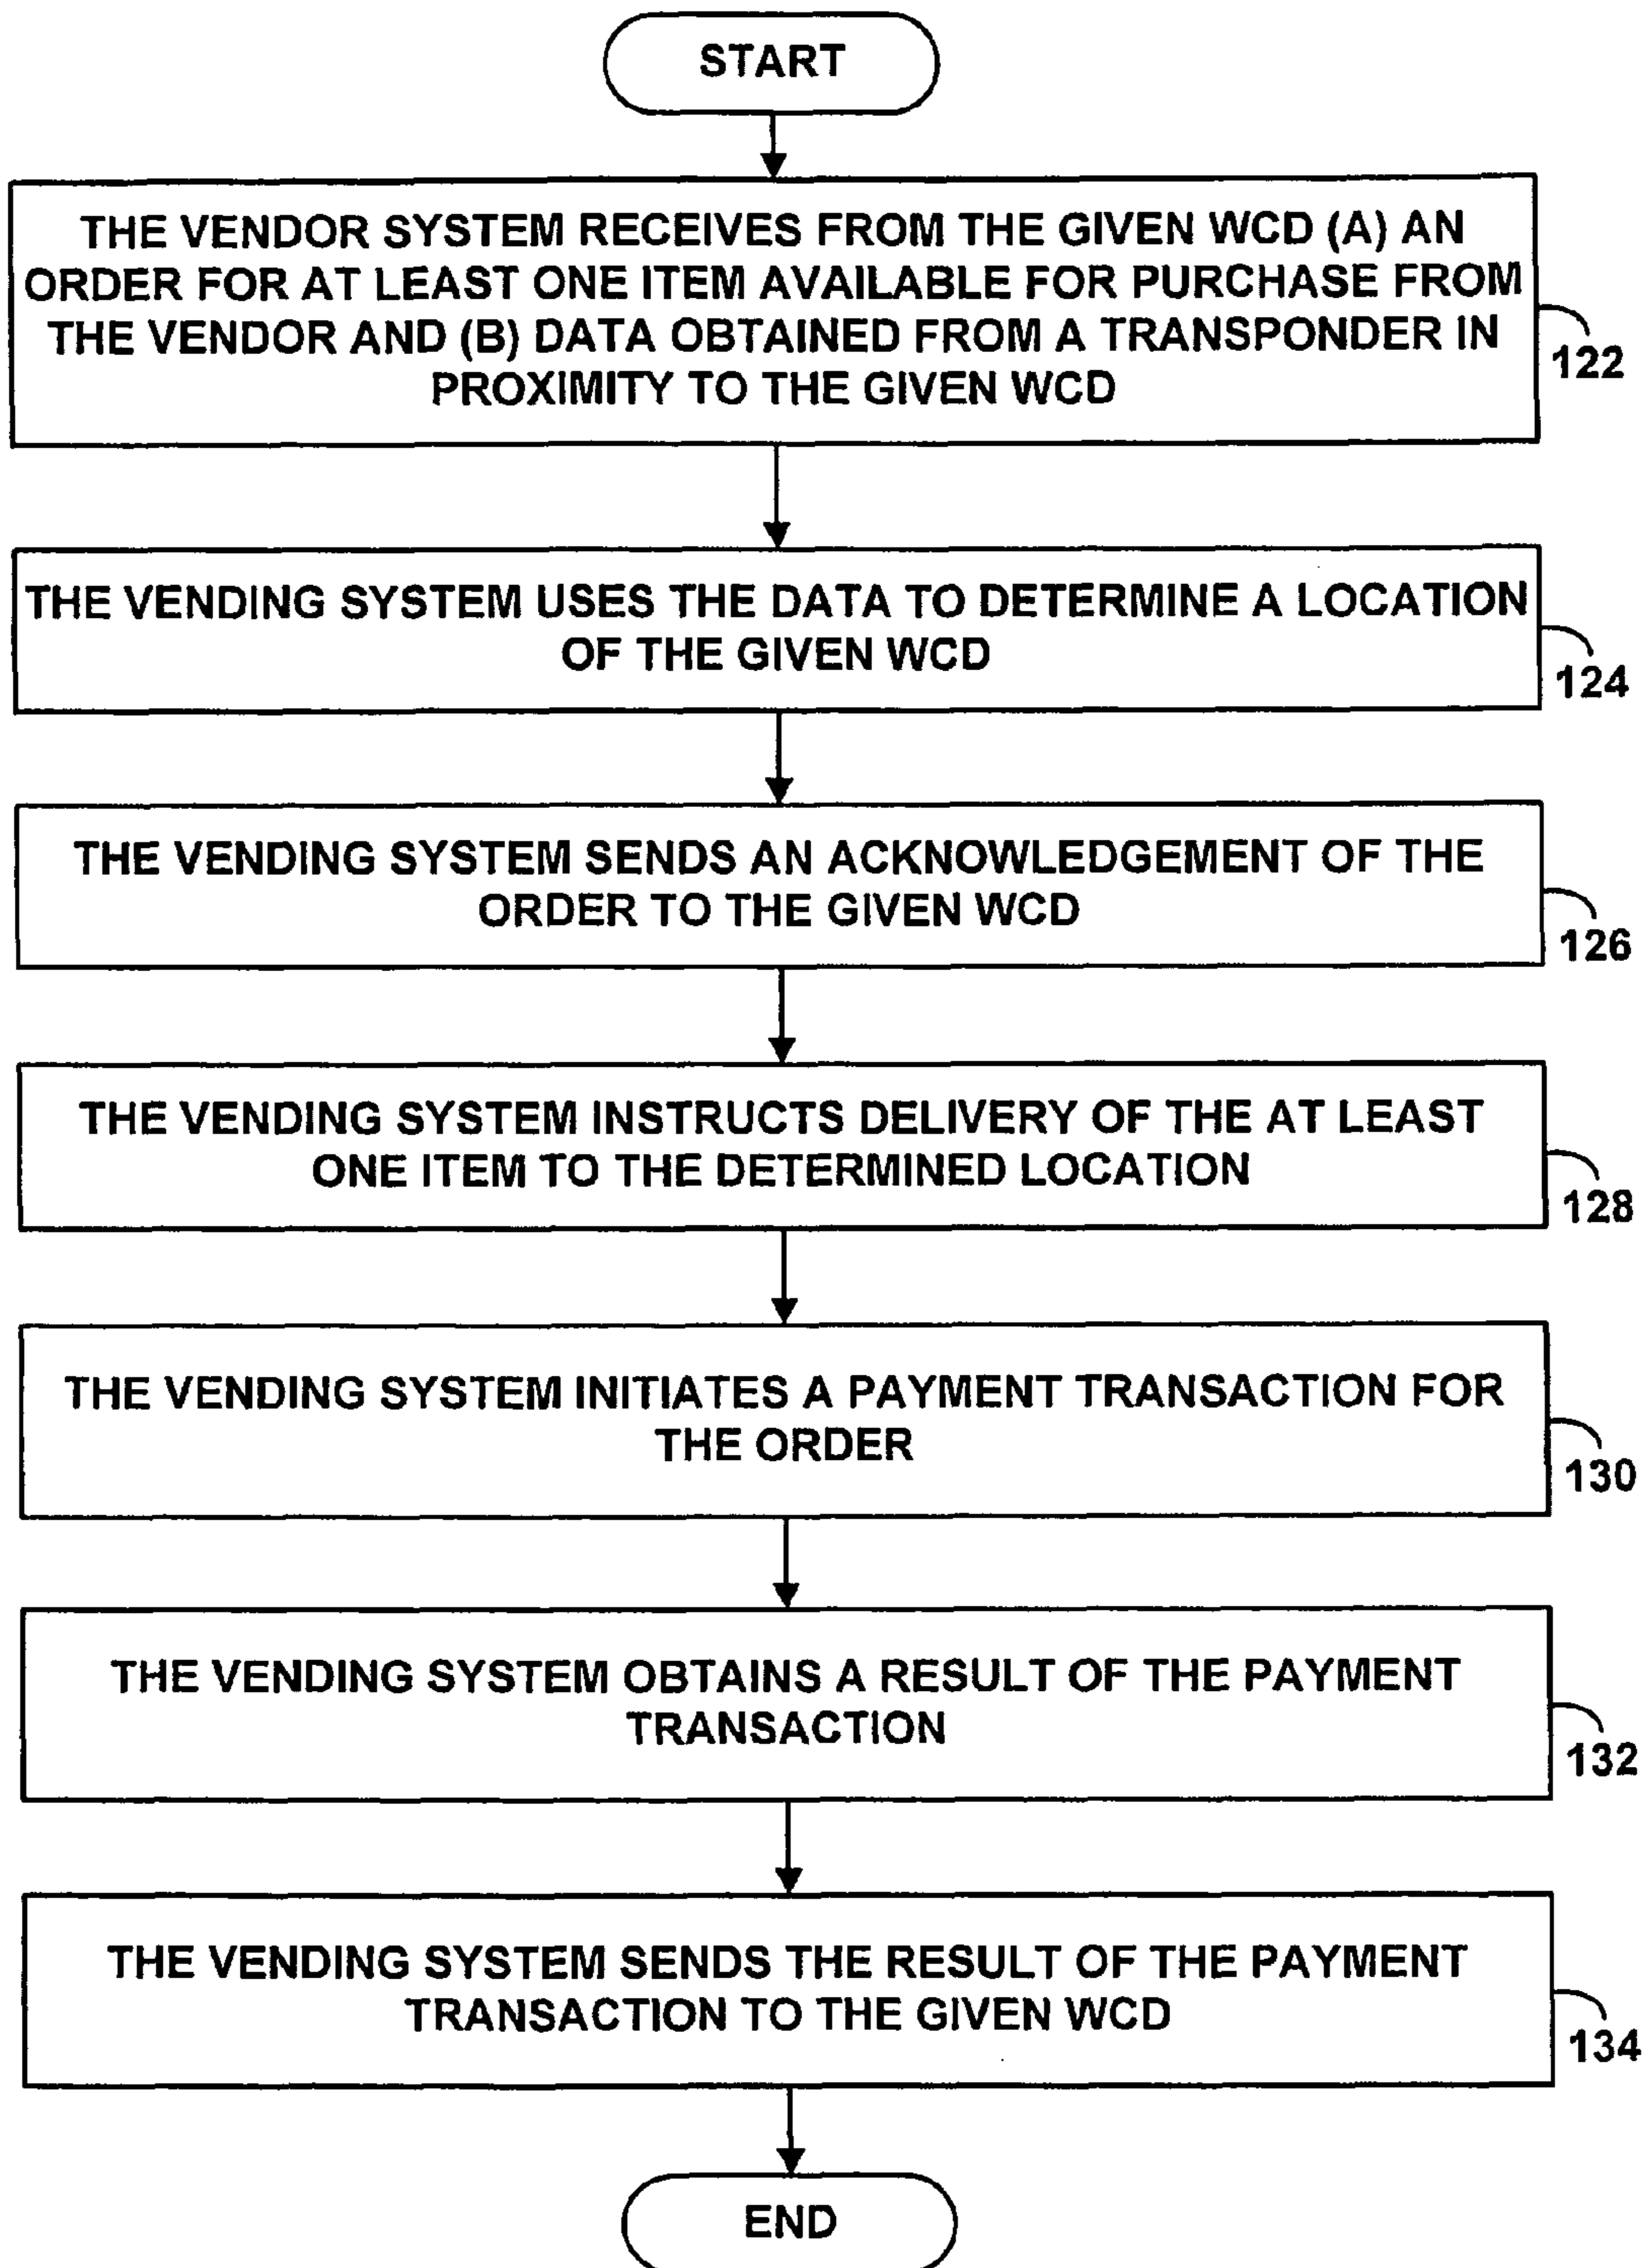 START
THE VENDOR SYSTEM RECEIVES FROM THE GIVEN WCD (A) AN
ORDER FOR AT LEAST ONE ITEM AVAILABLE FOR PURCHASE FROM
THE VENDOR AND (B) DATA OBTAINED FROM A TRANSPONDER IN
PROXIMITY TO THE GIVEN WCD
122
THE VENDING SYSTEM USES THE DATA TO DETERMINE A LOCATION
OF THE GIVEN WCD
124
THE VENDING SYSTEM SENDS AN ACKNOWLEDGEMENT OF THE
ORDER TO THE GIVEN WCD
126
THE VENDING SYSTEM INSTRUCTS DELIVERY OF THE AT LEAST
ONE ITEM TO THE DETERMINED LOCATION
128
THE VENDING SYSTEM INITIATES A PAYMENT TRANSACTION FOR
THE ORDER
130
THE VENDING SYSTEM OBTAINS A RESULT OF THE PAYMENT
TRANSACTION
132
THE VENDING SYSTEM SENDS THE RESULT OF THE PAYMENT
TRANSACTION TO THE GIVEN WCD
134
END